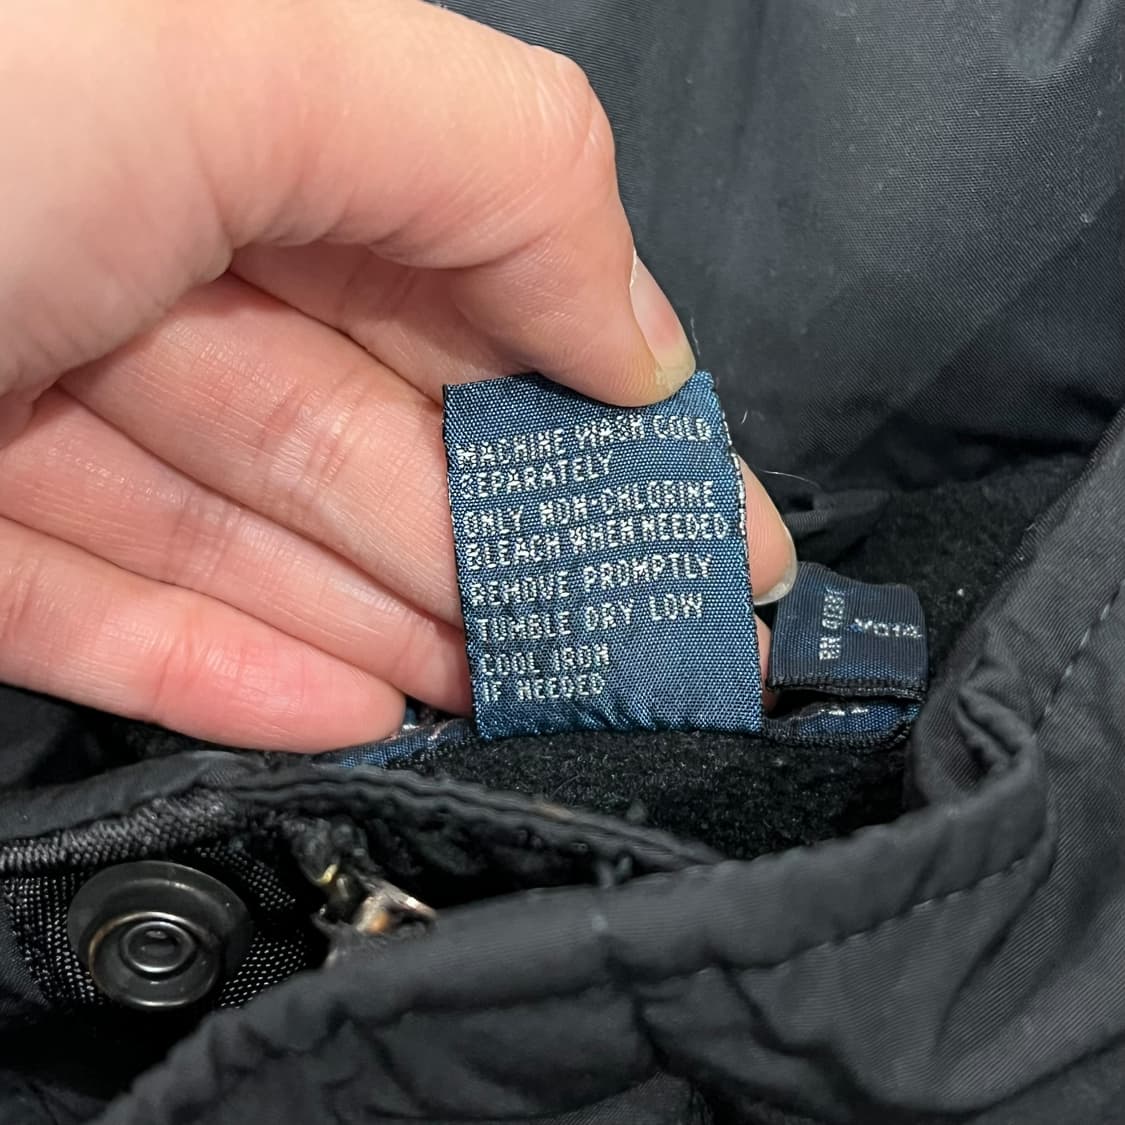 MACHINE WASH COLD
SEPARATELY
ONLY NON-CHLORINE
BLEACH WHEN NEEDED
REMOVE PROMPTLY
TUMBLE DRY LOW
COOL IRON
IF NEEDED
RN